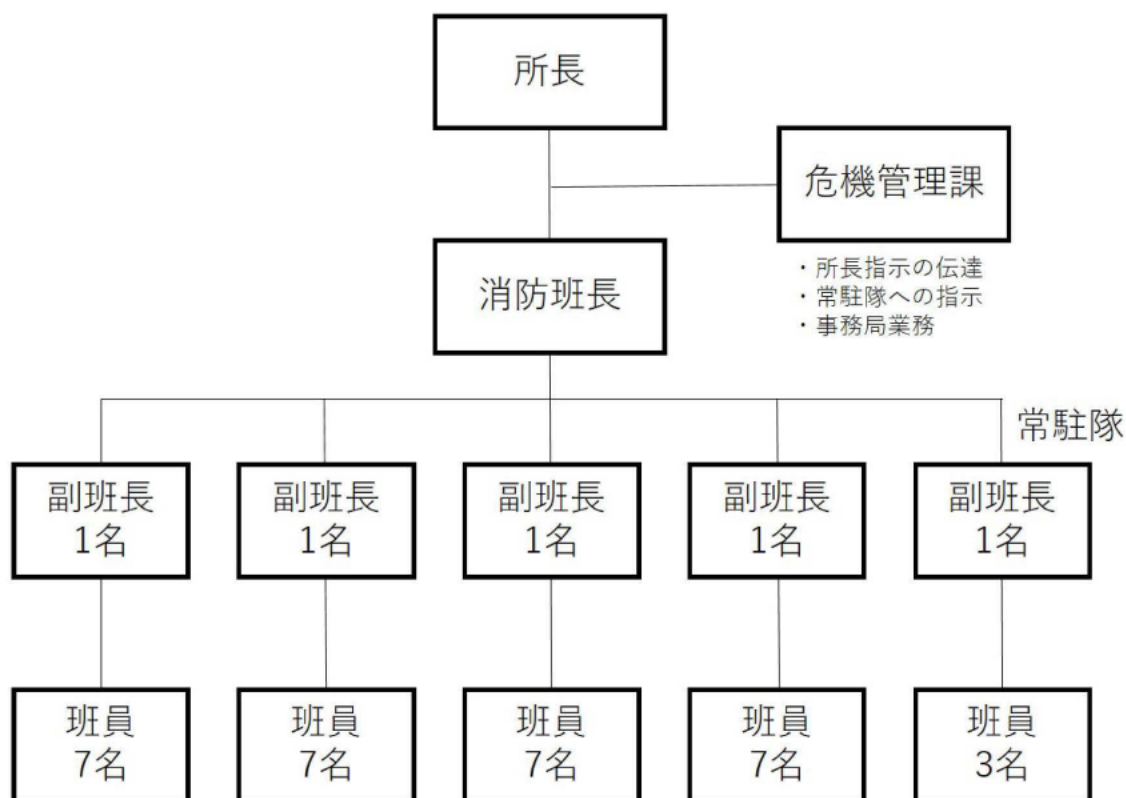 所長
危機管理課
・所長指示の伝達
・常駐隊への指示
・事務局業務
消防班長
常駐隊
副班長
1名
副班長
1名
副班長
1名
副班長
1名
副班長
1名
班員
7名
班員
7名
班員
7名
班員
7名
班員
3名